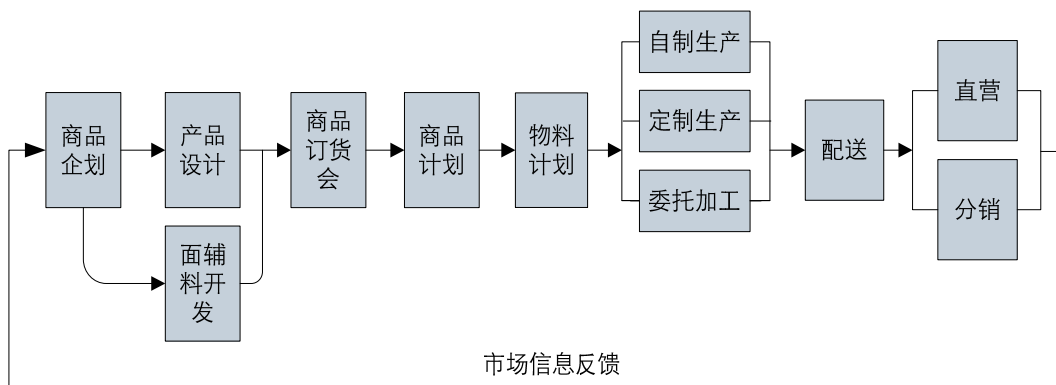 商品
企划
产品
设计
面辅
料开
发
商品
订货
会
商品
计划
物料
计划
自制生产
定制生产
委托加工
配送
直营
分销
市场信息反馈